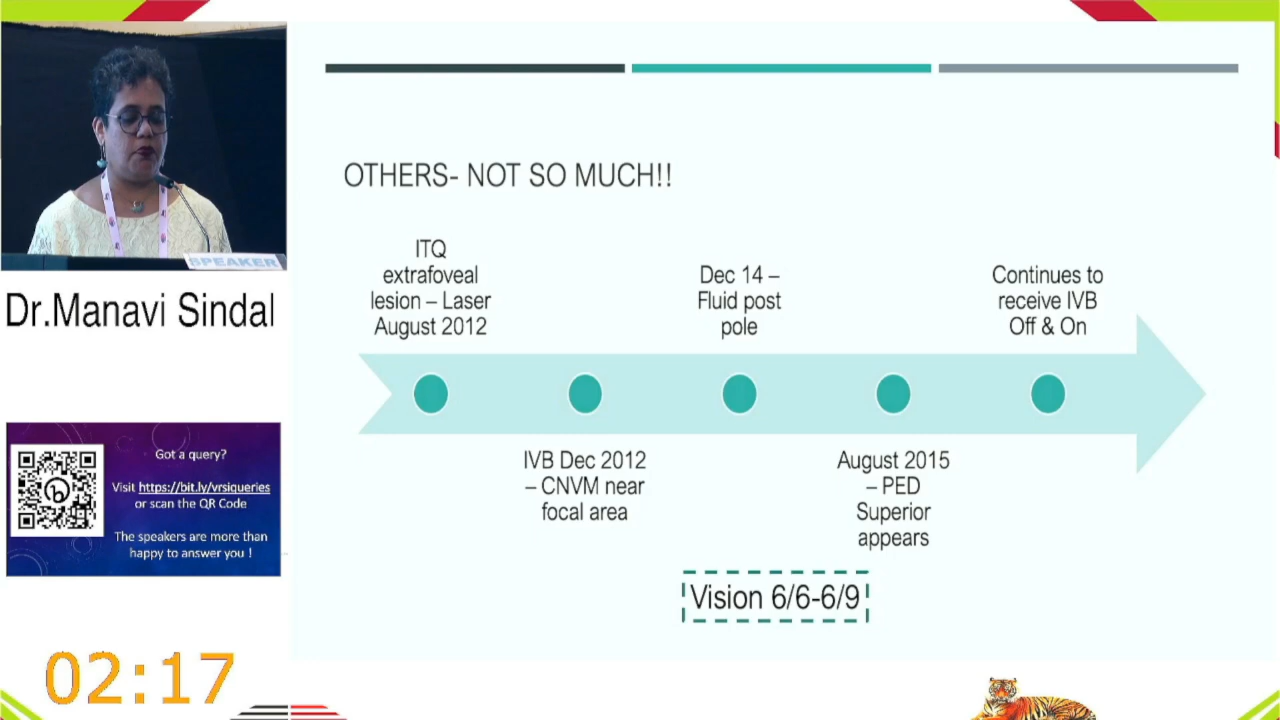 OTHERS- NOT SO MUCH!!
ITQ
extrafoveal
lesion – Laser
August 2012
IVB Dec 2012
– CNVM near
focal area
Dec 14 –
Fluid post
pole
August 2015
– PED
Superior
appears
Continues to
receive IVB
Off & On
Vision 6/6-6/9
SPEAKER
Dr.Manavi Sindal
Got a query?
Visit https://bit.ly/vrsiqueries
or scan the QR Code
The speakers are more than
happy to answer you !
02:17